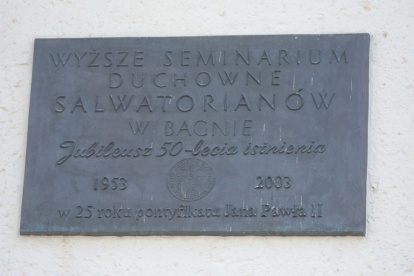 WYŻSZE SEMINARIUM
DUCHOWNE
SALWATORIANÓW
W BAGNIE
Jubileusz 50-lecia istnienia
1953 2003
w 25 roku pontyfikatu Jana Pawła II